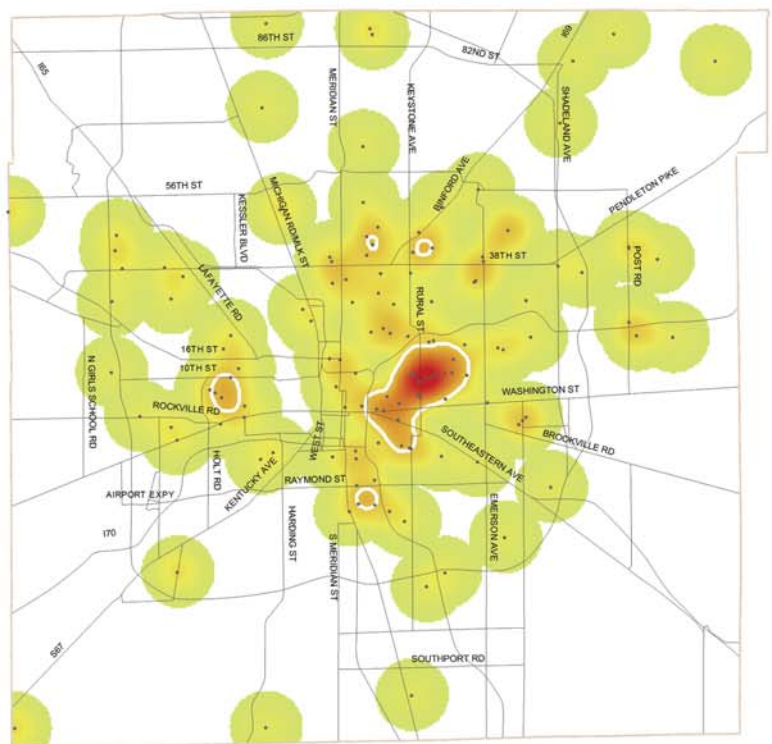 86TH ST
I69
82ND ST
I65
MERIDIAN ST
KEYSTONE AVE
SHADELAND AVE
56TH ST
KESSLER BLVD
MICHIGAN RD/MLK ST
BINFORD AVE
PENDLETON PIKE
38TH ST
POST RD
LAFAYETTE RD
RURAL ST
16TH ST
10TH ST
N GIRLS SCHOOL RD
WASHINGTON ST
ROCKVILLE RD
WEST ST
SOUTHEASTERN AVE
BROOKVILLE RD
HOLT RD
KENTUCKY AVE
RAYMOND ST
AIRPORT EXPY
EMERSON AVE
I70
HARDING ST
S MERIDIAN ST
S67
SOUTHPORT RD